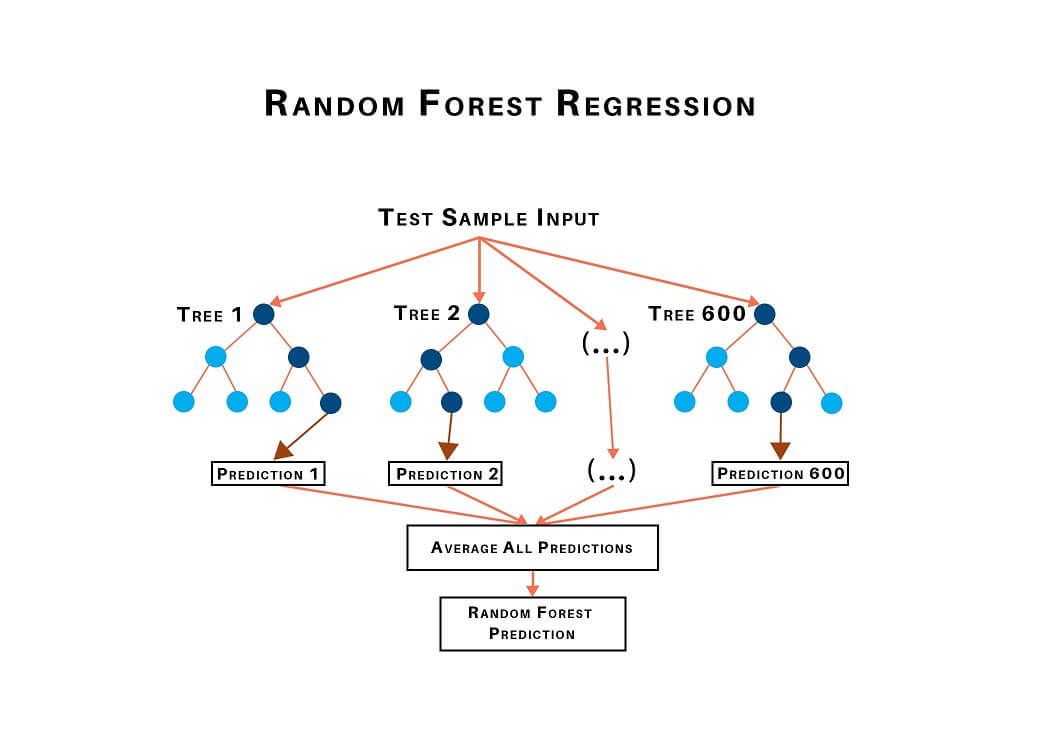 Random Forest Regression
Test Sample Input
Tree 1
Tree 2
(...)
Tree 600
Prediction 1
Prediction 2
(...)
Prediction 600
Average All Predictions
Random Forest
Prediction